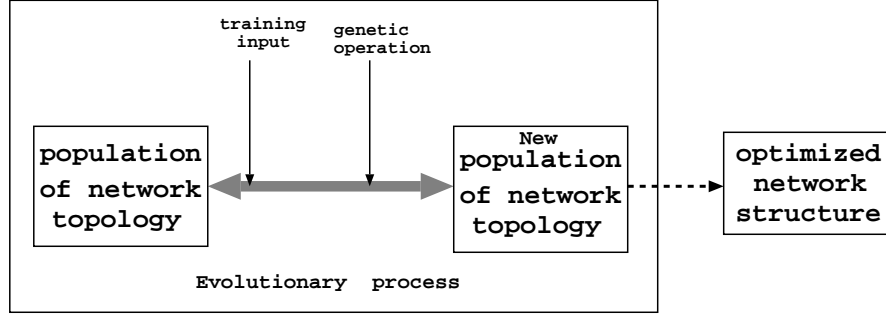 training
input
genetic
operation
population
of network
topology
New
population
of network
topology
optimized
network
structure
Evolutionary process